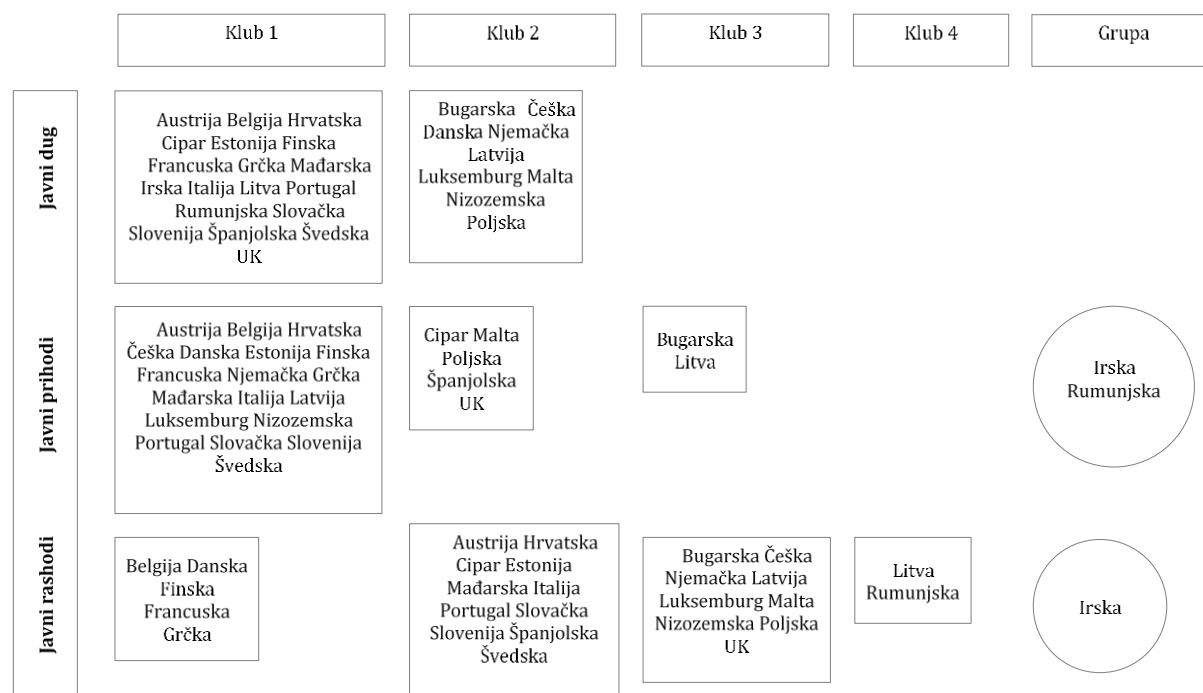 Klub 1
Klub 2
Klub 3
Klub 4
Grupa
Javni dug
Austrija Belgija Hrvatska
Cipar Estonija Finska
Francuska Grčka Mađarska
Irska Italija Litva Portugal
Rumunjska Slovačka
Slovenija Španjolska Švedska
UK
Bugarska Češka
Danska Njemačka
Latvija
Luksemburg Malta
Nizozemska
Poljska
Javni prihodi
Austrija Belgija Hrvatska
Češka Danska Estonija Finska
Francuska Njemačka Grčka
Mađarska Italija Latvija
Luksemburg Nizozemska
Portugal Slovačka Slovenija
Švedska
Cipar Malta
Poljska
Španjolska
UK
Bugarska
Litva
Irska
Rumunjska
Javni rashodi
Belgija Danska
Finska
Francuska
Grčka
Austrija Hrvatska
Cipar Estonija
Mađarska Italija
Portugal Slovačka
Slovenija Španjolska
Švedska
Bugarska Češka
Njemačka Latvija
Luksemburg Malta
Nizozemska Poljska
UK
Litva
Rumunjska
Irska